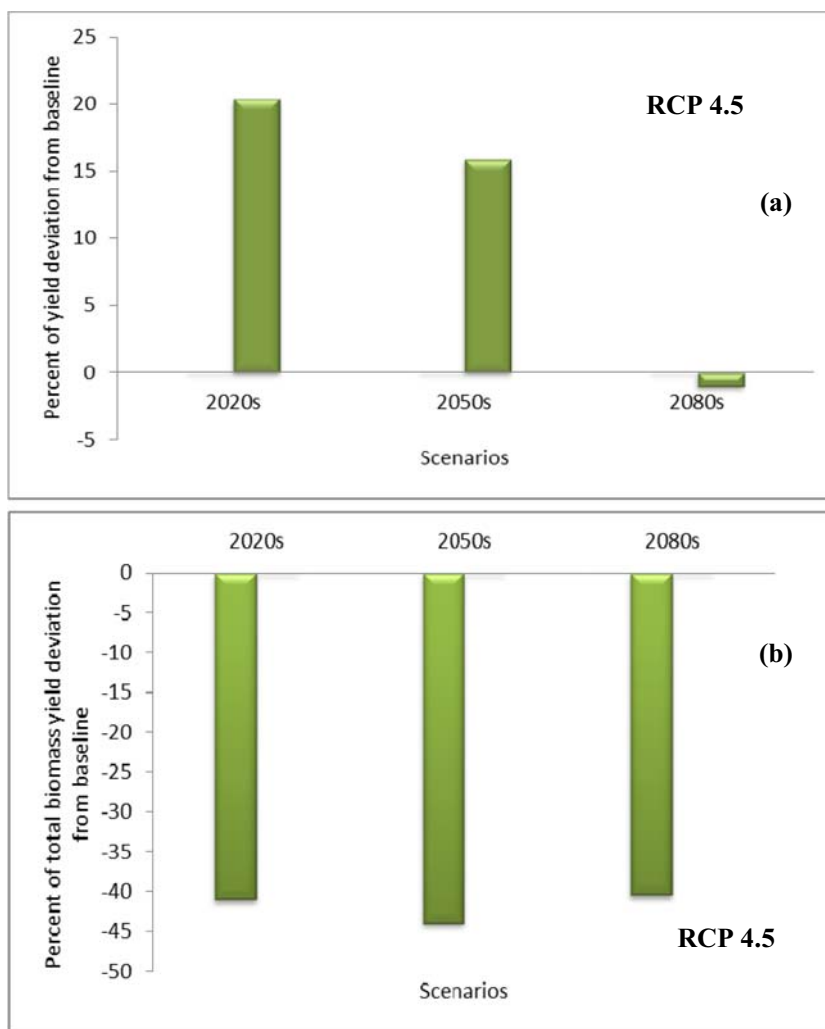 Percent of yield deviation from baseline
25
20
15
10
5
0
-5
RCP 4.5
(a)
2020s 2050s 2080s
Scenarios
Percent of total biomass yield deviation
from baseline
2020s 2050s 2080s
0
-5
-10
-15
-20
-25
-30
-35
-40
-45
-50
(b)
RCP 4.5
Scenarios